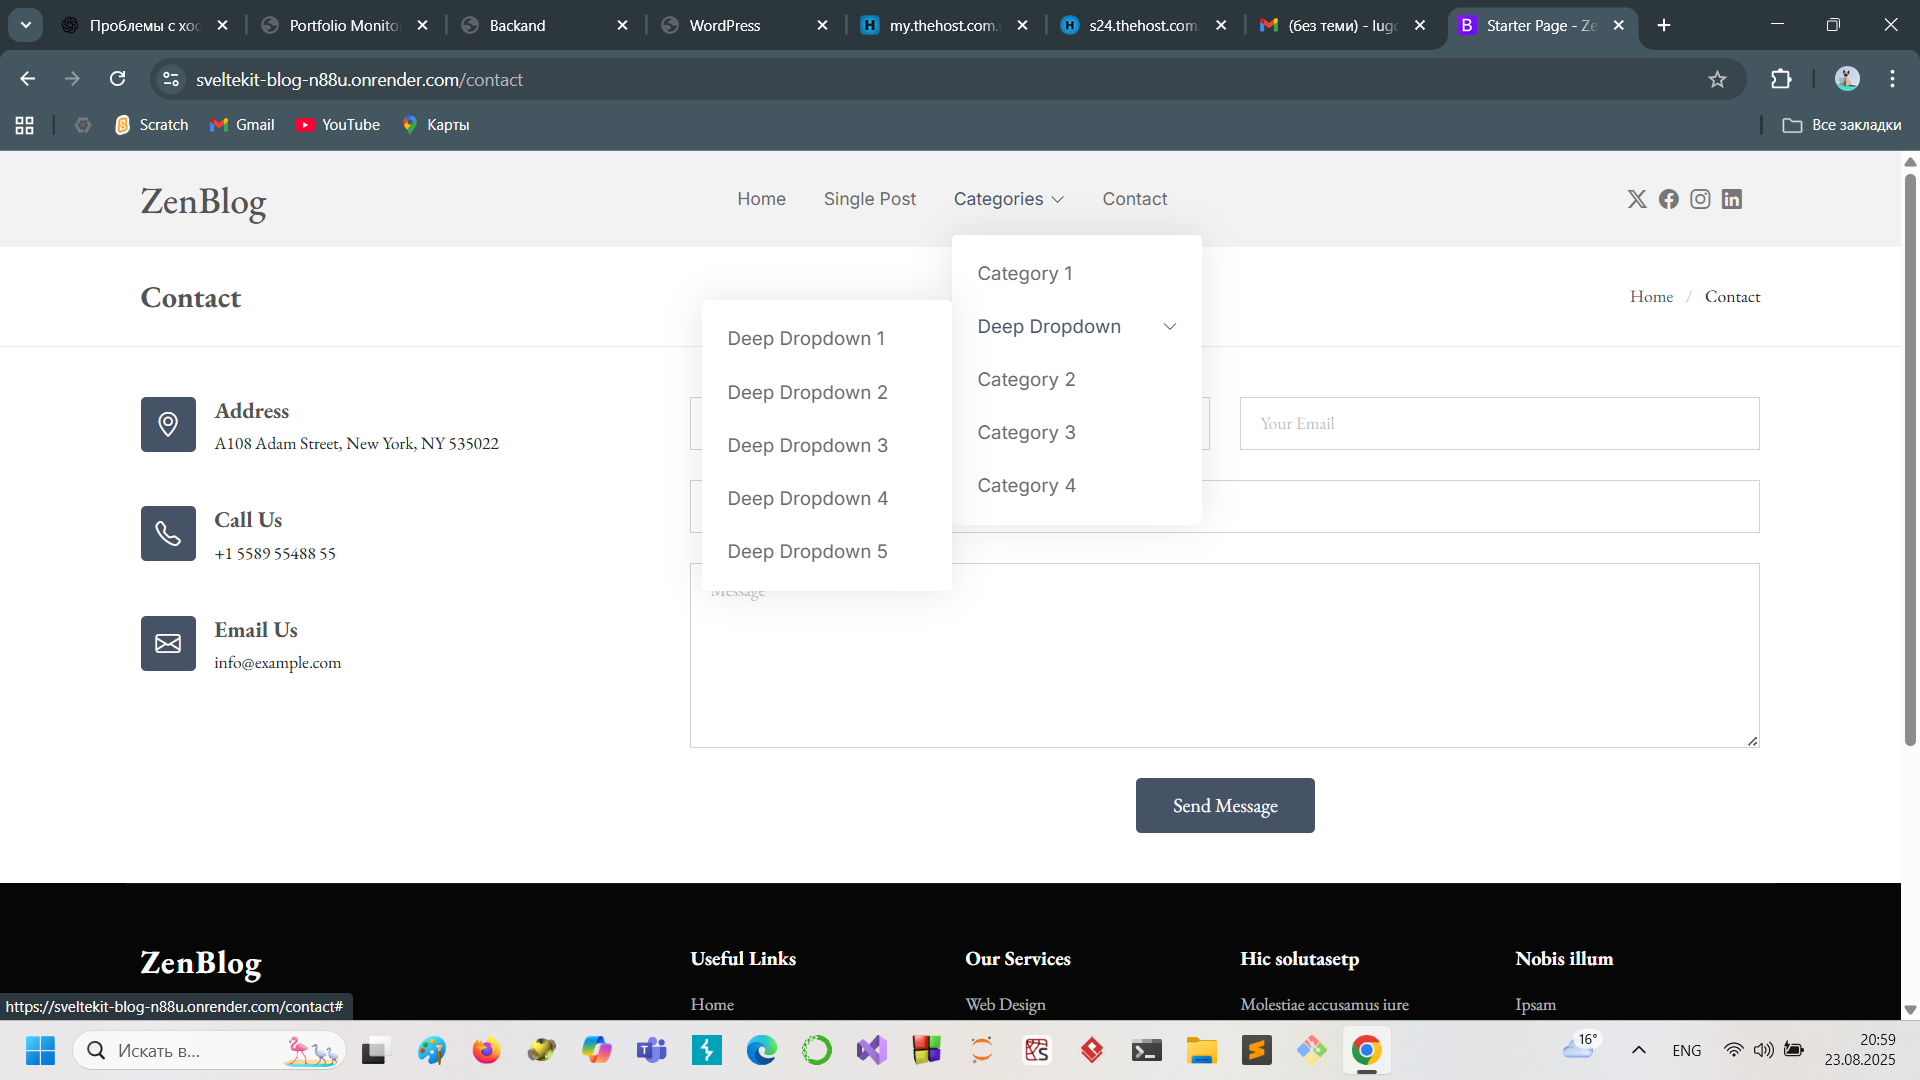 Проблемы с хос
Portfolio Monito
Backand
WordPress
my.thehost.com.
s24.thehost.com.
(без теми) - lug
Starter Page - Ze
sveltekit-blog-n88u.onrender.com/contact
Scratch
Gmail
YouTube
Карты
Все закладки
ZenBlog
Home
Single Post
Categories
Contact
Category 1
Deep Dropdown
Category 2
Category 3
Category 4
Deep Dropdown 1
Deep Dropdown 2
Deep Dropdown 3
Deep Dropdown 4
Deep Dropdown 5
Contact
Home / Contact
Address
A108 Adam Street, New York, NY 535022
Call Us
+1 5589 55488 55
Email Us
info@example.com
Your Email
Message
Send Message
ZenBlog
Useful Links
Home
Our Services
Web Design
Hic solutasetp
Molestiae accusamus iure
Nobis illum
Ipsam
https://sveltekit-blog-n88u.onrender.com/contact#
Искать в...
16°
ENG
20:59
23.08.2025